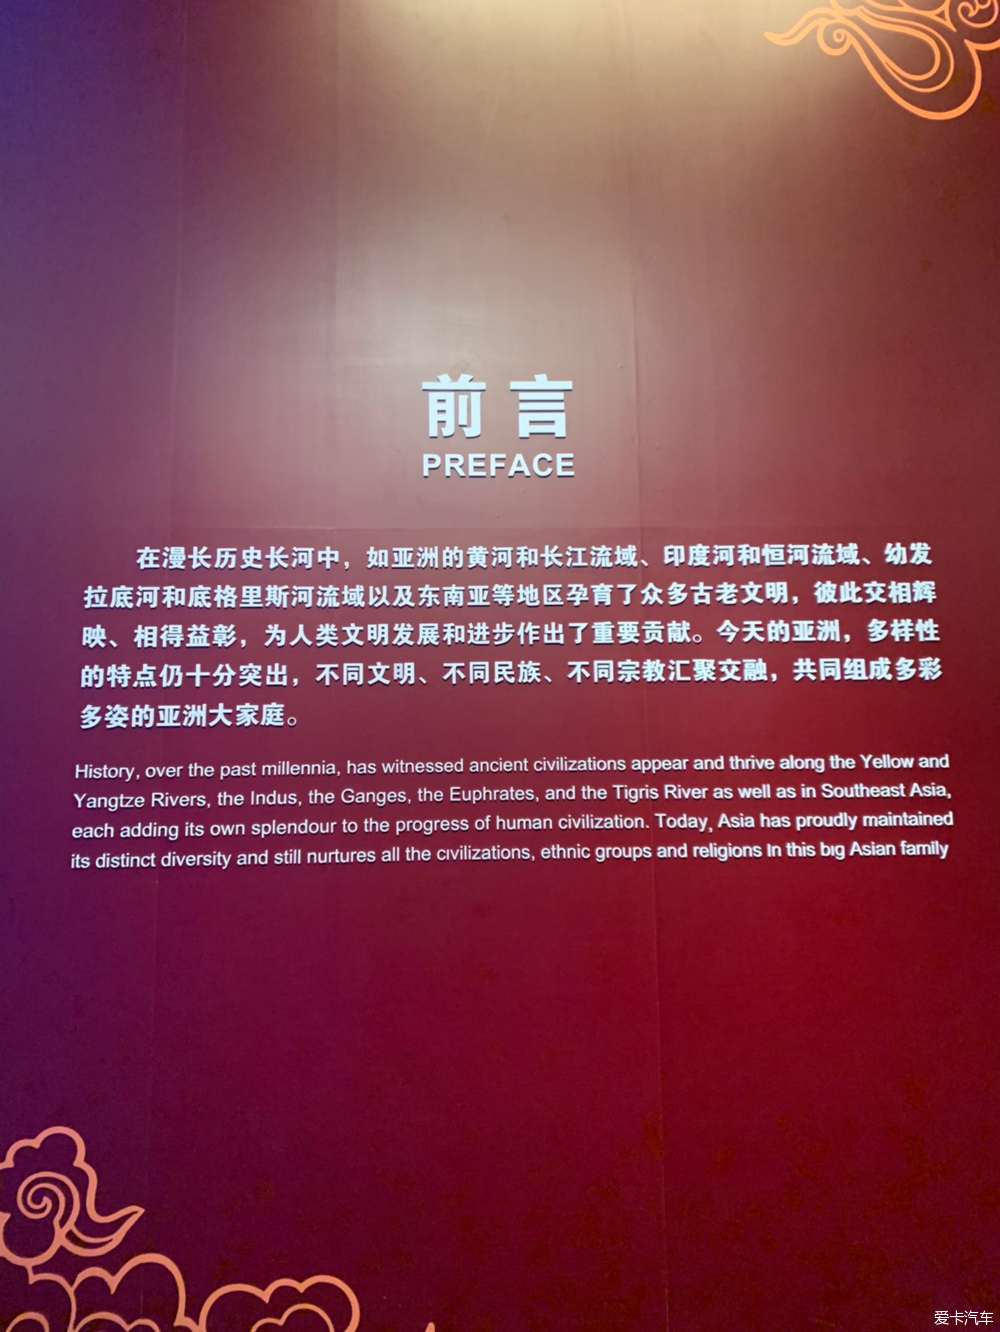 前言
PREFACE
在漫长历史长河中，如亚洲的黄河和长江流域、印度河和恒河流域、幼发
拉底河和底格里斯河流域以及东南亚等地区孕育了众多古老文明，彼此交相辉
映、相得益彰，为人类文明发展和进步作出了重要贡献。今天的亚洲，多样性
的特点仍十分突出，不同文明、不同民族、不同宗教汇聚交融，共同组成多彩
多姿的亚洲大家庭。
History, over the past millennia, has witnessed ancient civilizations appear and thrive along the Yellow and
Yangtze Rivers, the Indus, the Ganges, the Euphrates, and the Tigris River as well as in Southeast Asia,
each adding its own splendour to the progress of human civilization. Today, Asia has proudly maintained
its distinct diversity and still nurtures all the civilizations, ethnic groups and religions in this big Asian family
爱卡汽车